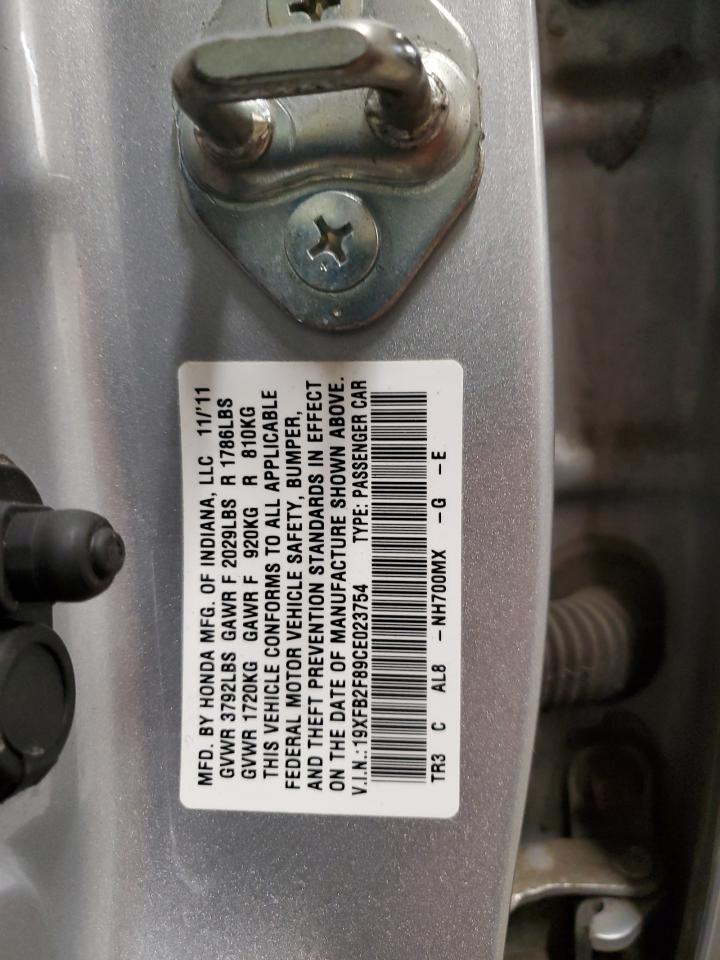 MFD. BY HONDA MFG. OF INDIANA, LLC 11/'11
GVWR 3792LBS GAWR F 2029LBS R 1786LBS
GVWR 1720KG GAWR F 920KG R 810KG
THIS VEHICLE CONFORMS TO ALL APPLICABLE
FEDERAL MOTOR VEHICLE SAFETY, BUMPER,
AND THEFT PREVENTION STANDARDS IN EFFECT
ON THE DATE OF MANUFACTURE SHOWN ABOVE.
V.I.N.:19XFB2F89CE023754 TYPE: PASSENGER CAR
TR3 C AL8 -NH700MX -G -E